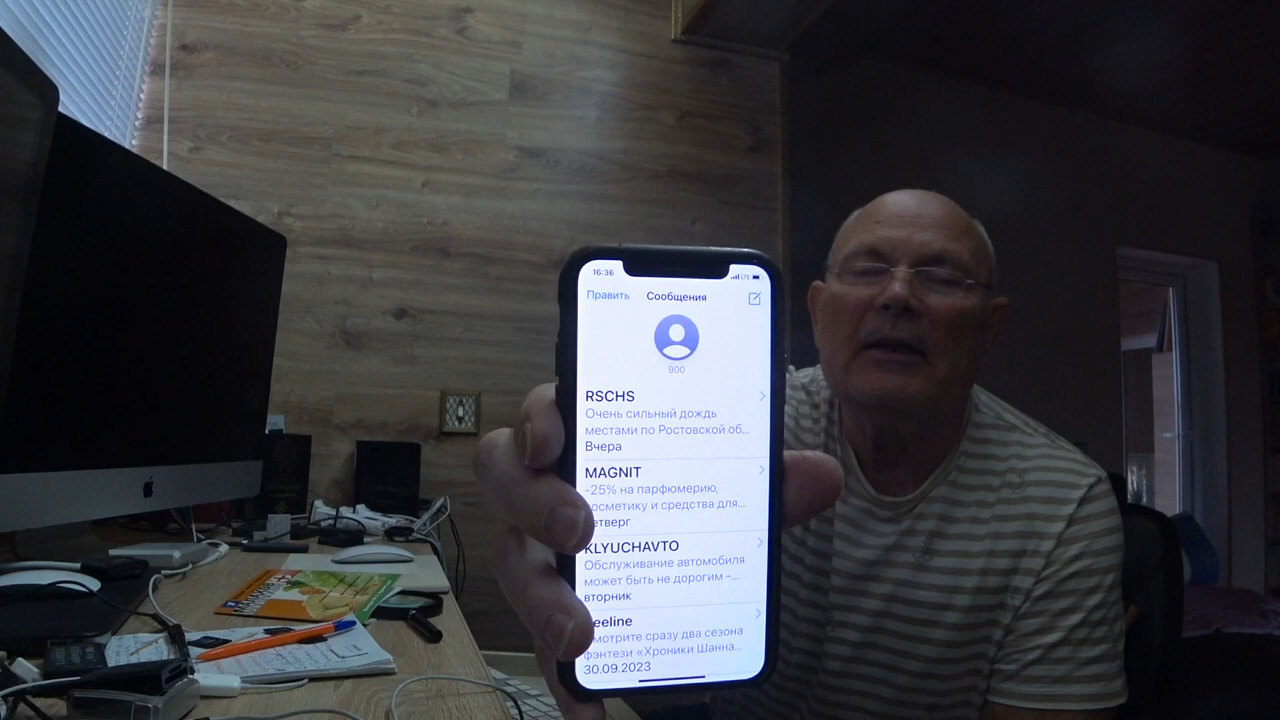 16:36
LTE
Править Сообщения
900
RSCHS
Очень сильный дождь
местами по Ростовской об...
Вчера
MAGNIT
-25% на парфюмерию,
косметику и средства для...
четверг
KLYUCHAVTO
Обслуживание автомобиля
может быть не дорогим -...
вторник
eeline
мотрите сразу два сезона
фэнтези «Хроники Шанна...
30.09.2023